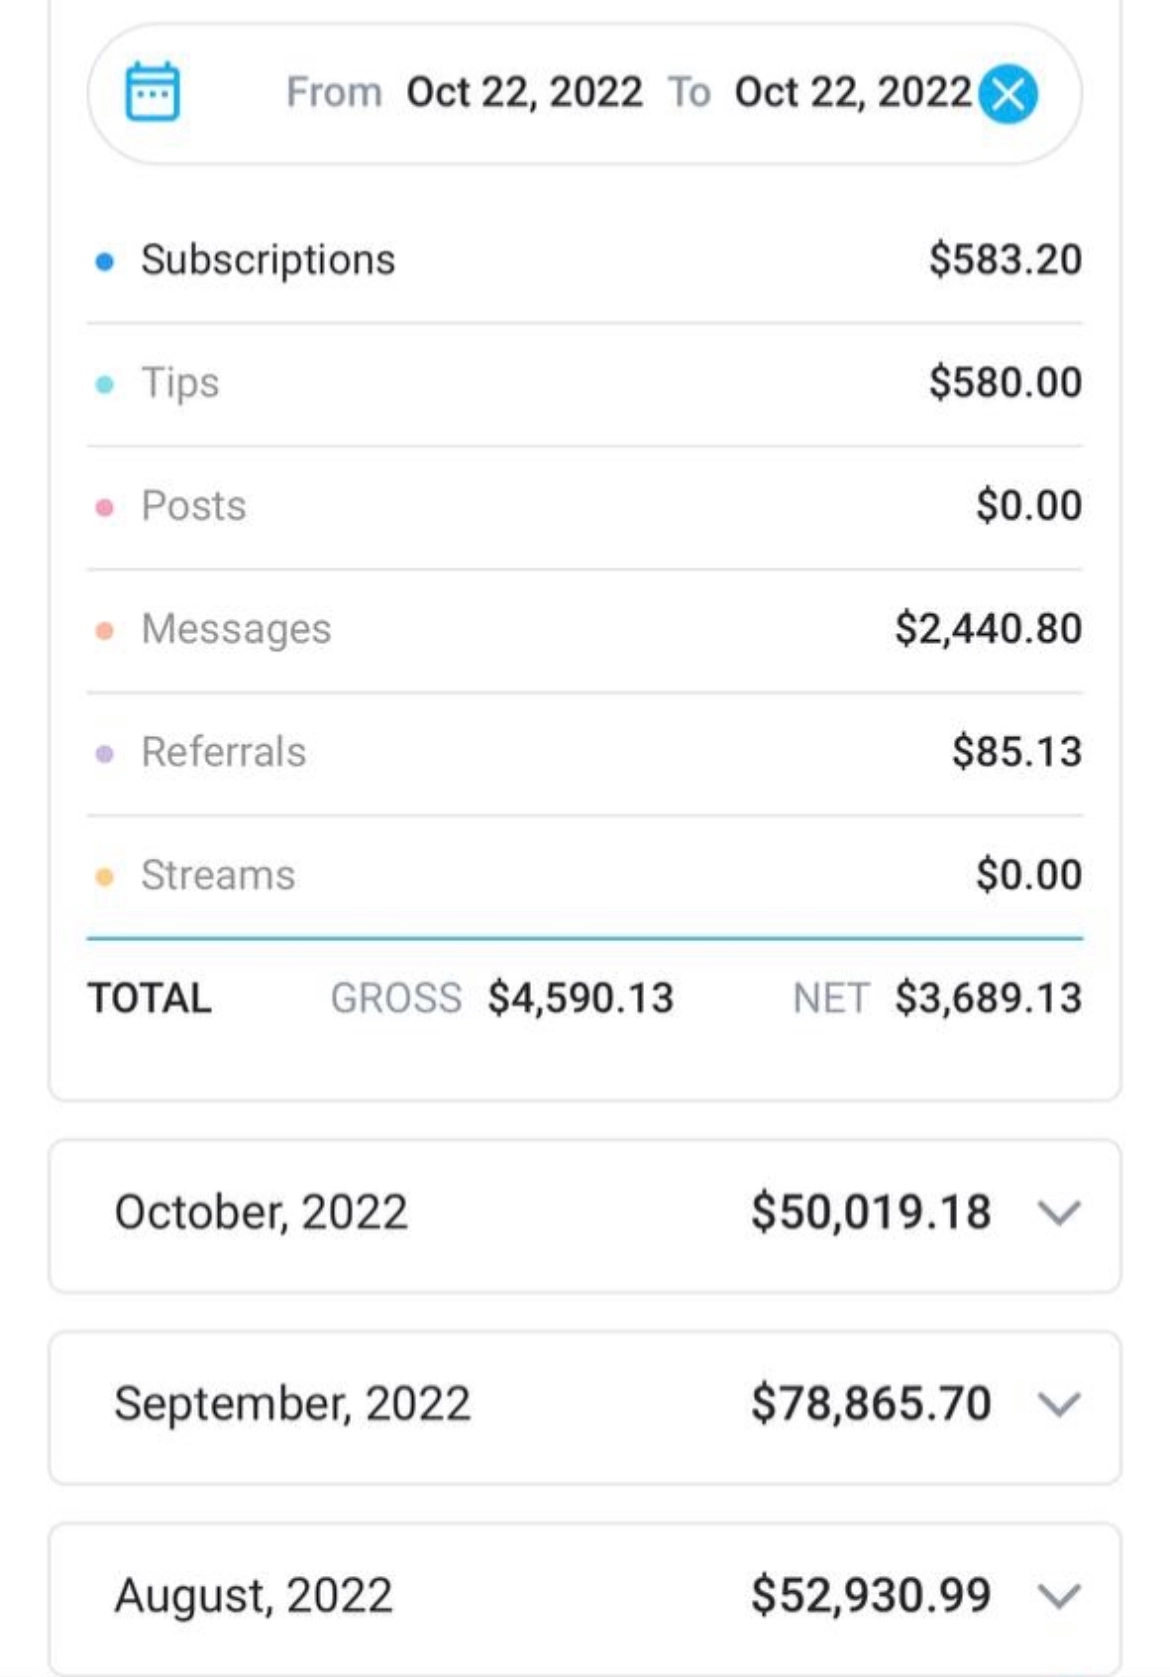 From Oct 22, 2022 To Oct 22, 2022
Subscriptions $583.20
Tips $580.00
Posts $0.00
Messages $2,440.80
Referrals $85.13
Streams $0.00
TOTAL GROSS $4,590.13 NET $3,689.13
October, 2022 $50,019.18
September, 2022 $78,865.70
August, 2022 $52,930.99